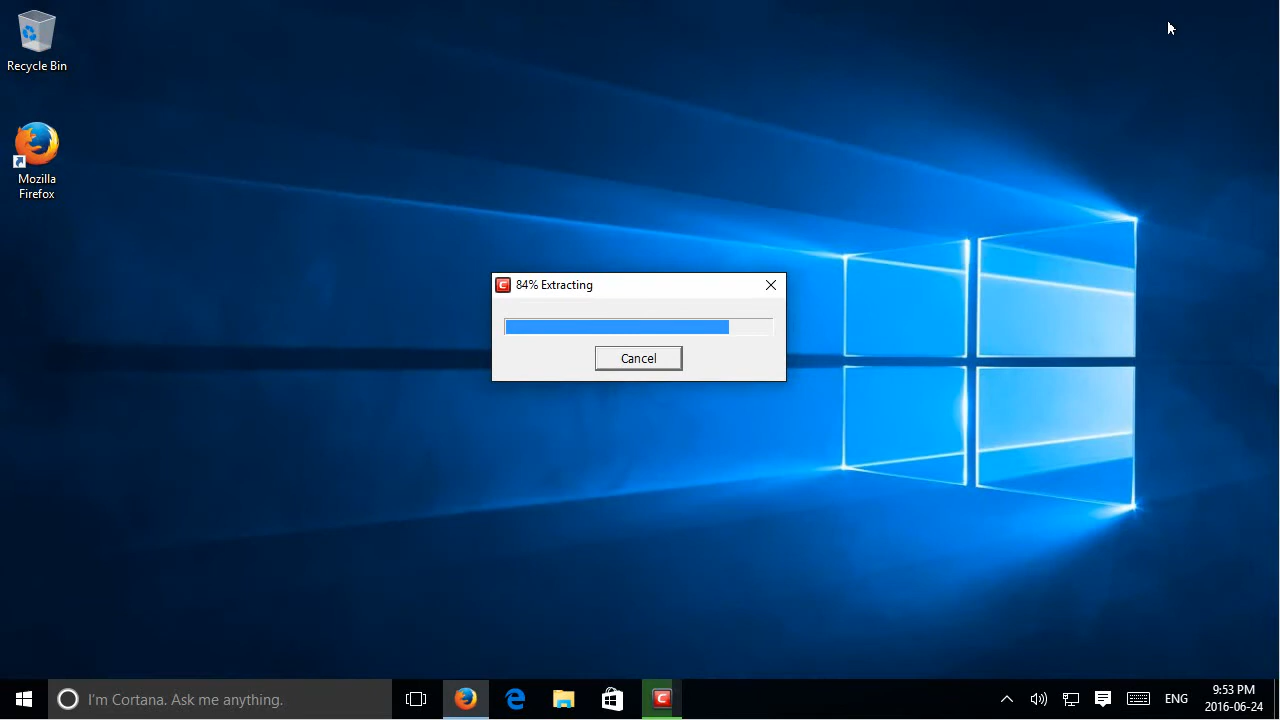 Recycle Bin
Mozilla
Firefox
C 84% Extracting
Cancel
I'm Cortana. Ask me anything.
C
ENG
9:53 PM
2016-06-24